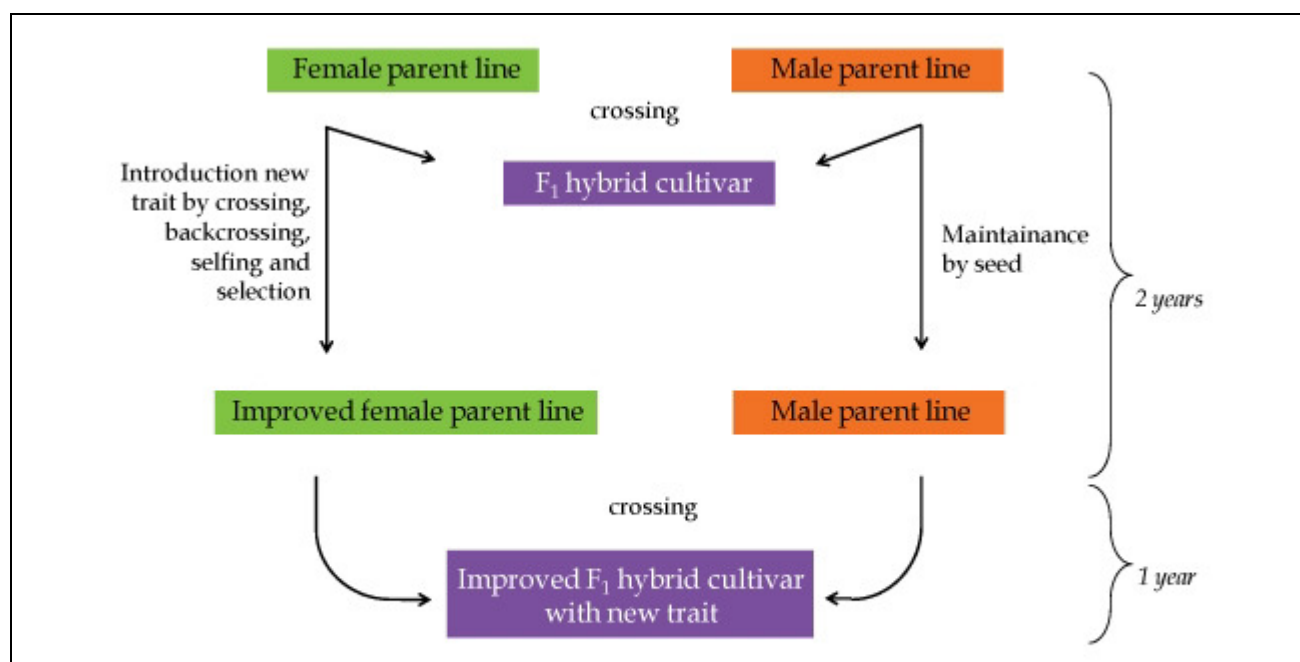 Female parent line
Male parent line
crossing
F₁ hybrid cultivar
Introduction new
trait by crossing,
backcrossing,
selfing and
selection
Maintainance
by seed
2 years
Improved female parent line
Male parent line
crossing
Improved F₁ hybrid cultivar
with new trait
1 year